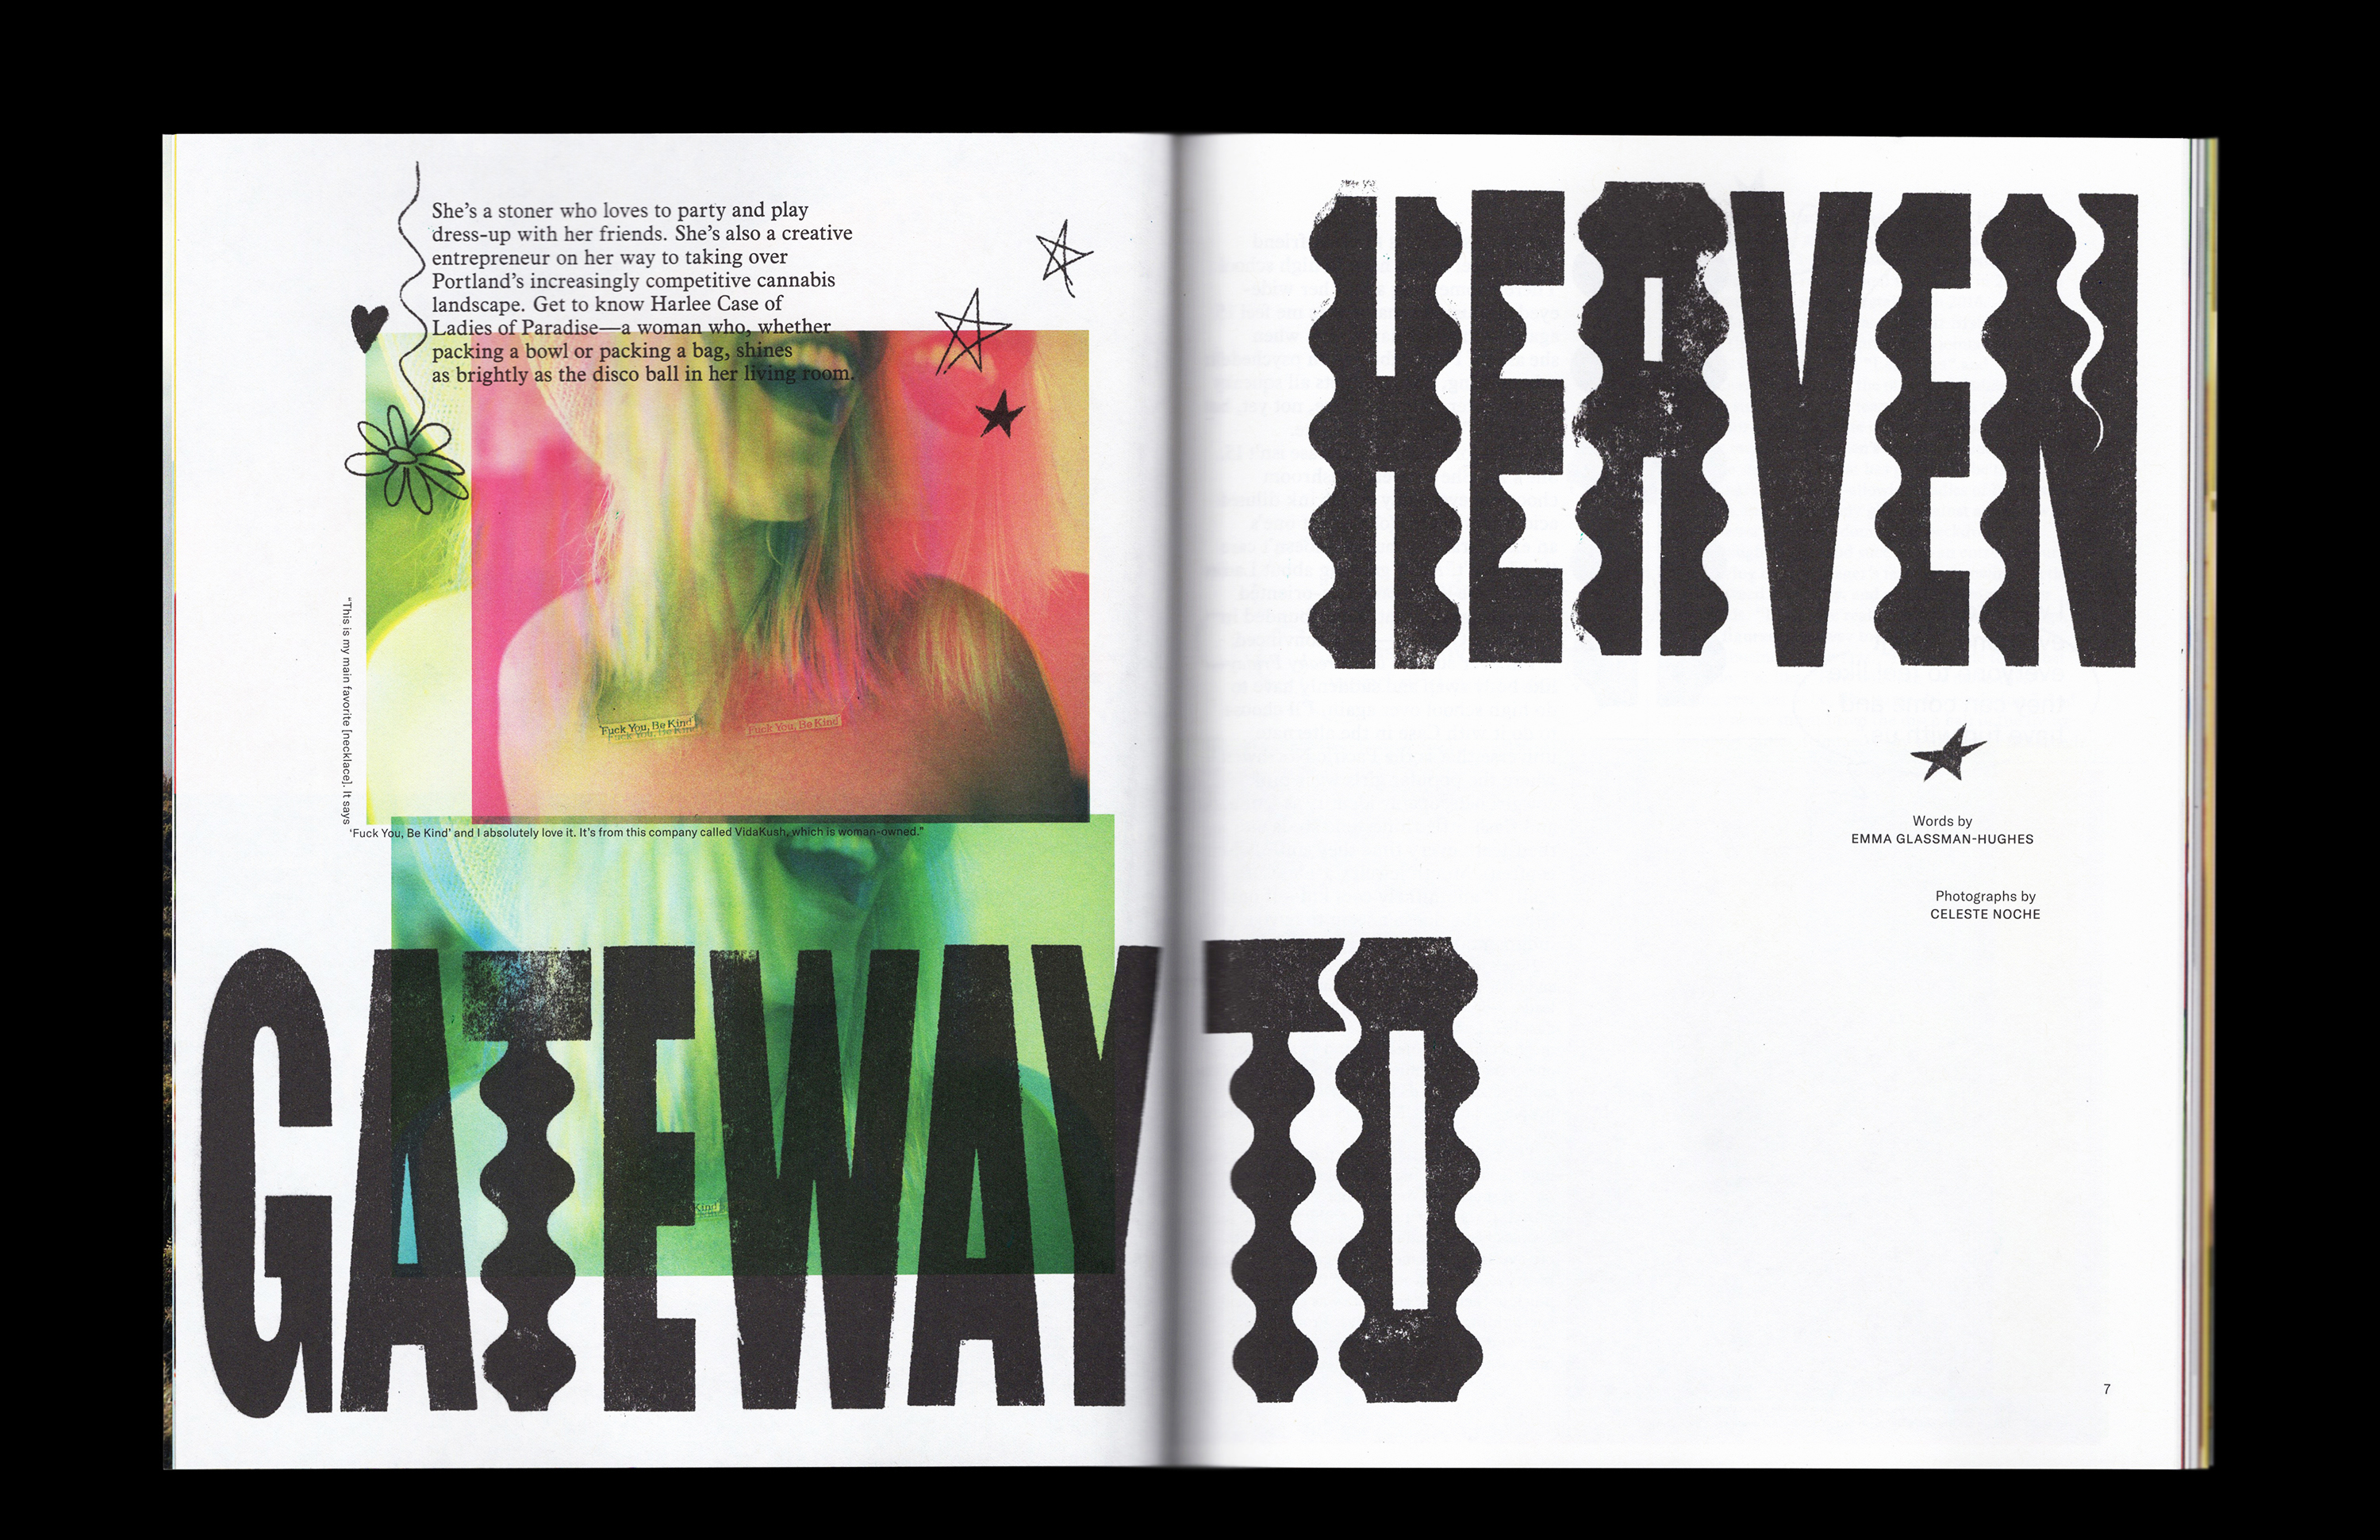 She's a stoner who loves to party and play
dress-up with her friends. She's also a creative
entrepreneur on her way to taking over
Portland's increasingly competitive cannabis
landscape. Get to know Harlee Case of
Ladies of Paradise—a woman who, whether
packing a bowl or packing a bag, shines
as brightly as the disco ball in her living room.
"This is my main favorite [necklace]. It says
'Fuck You, Be Kind' and I absolutely love it. It's from this company called VidaKush, which is woman-owned."
Fuck You, Be Kind
Fuck You, Be Kind
Fuck You, Be Kind
Kind
GATEWAY TO
HEAVEN
Words by
EMMA GLASSMAN-HUGHES
Photographs by
CELESTE NOCHE
7